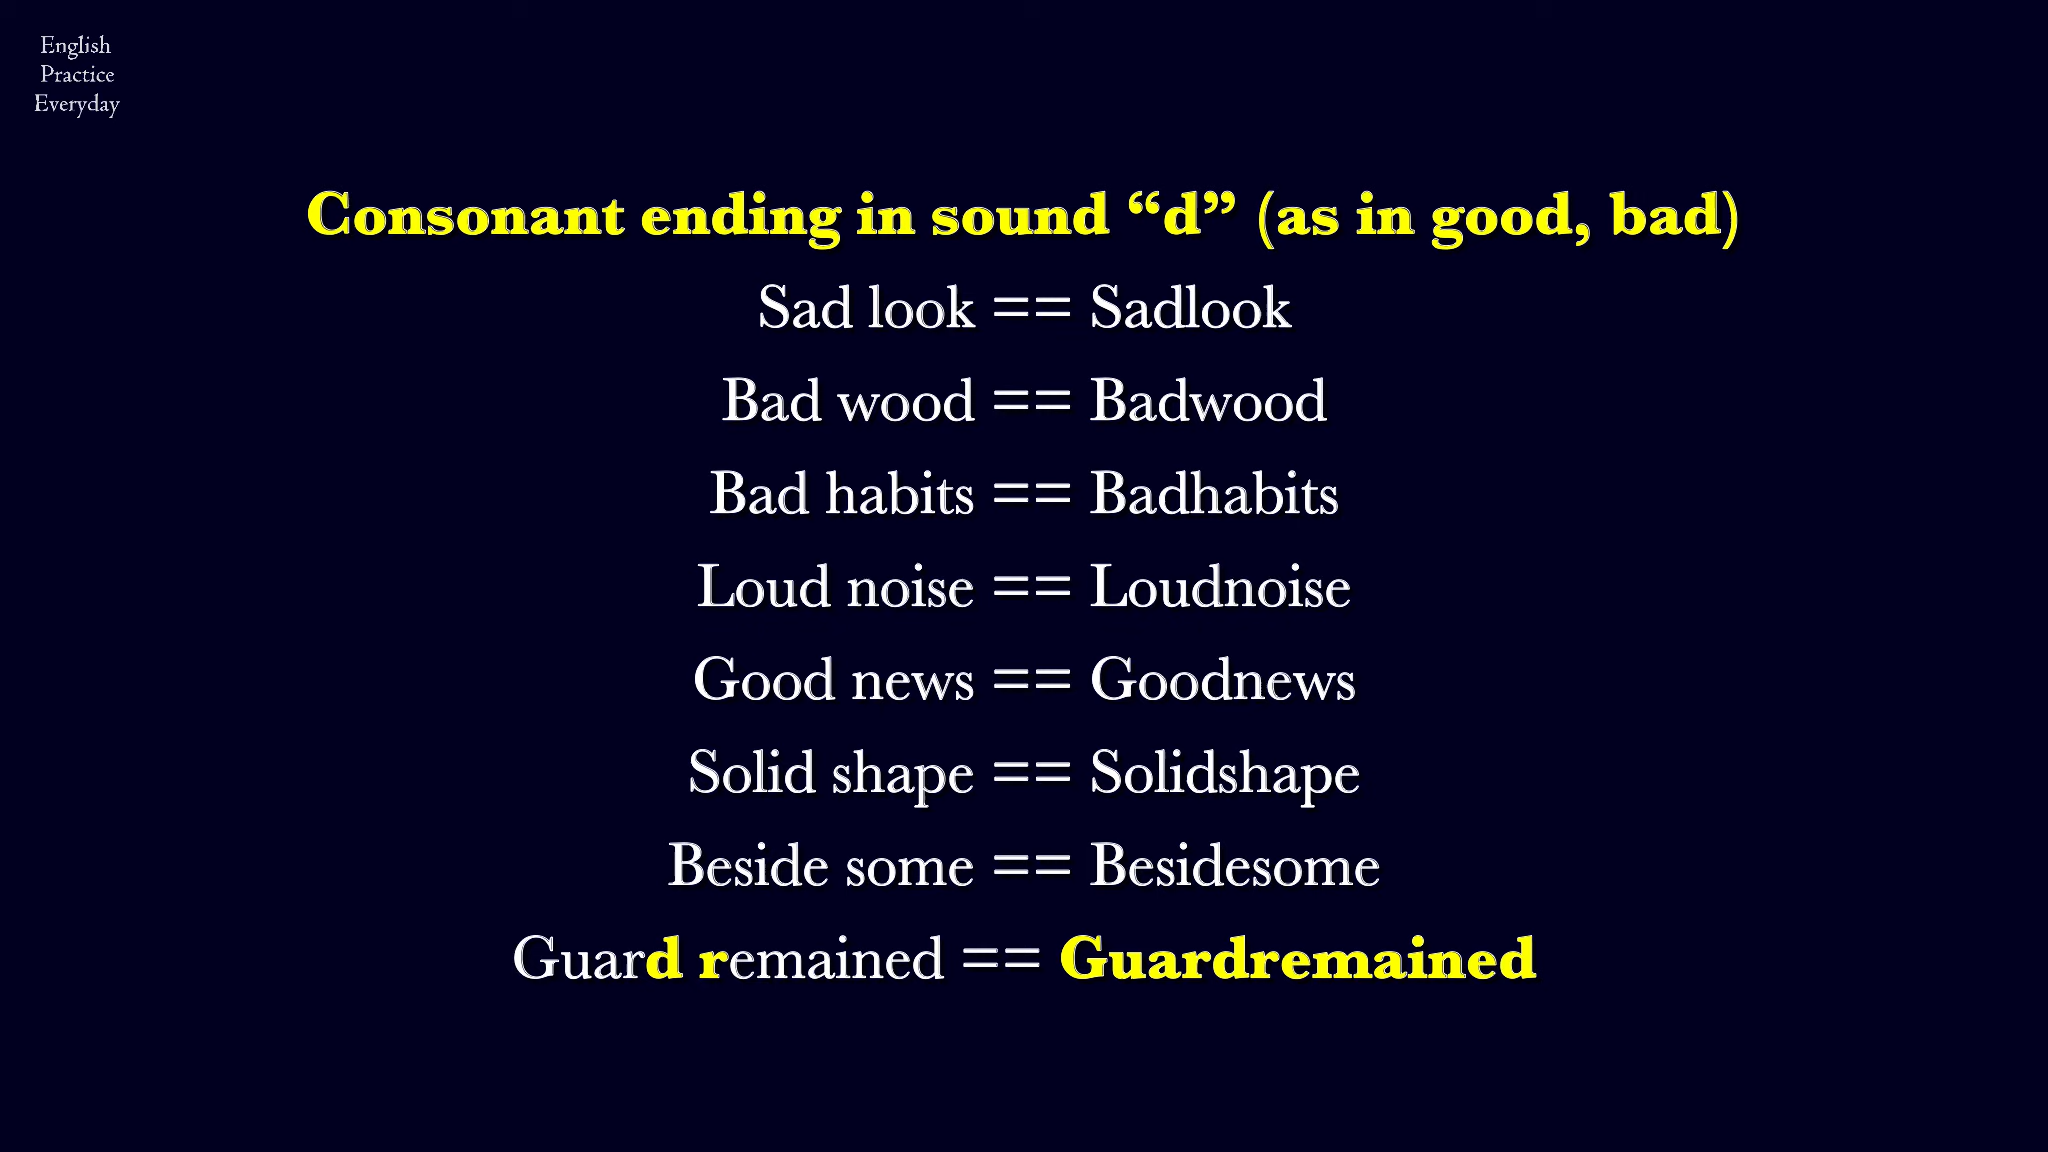 English
Practice
Everyday
Consonant ending in sound “d” (as in good, bad)
Sad look == Sadlook
Bad wood == Badwood
Bad habits == Badhabits
Loud noise == Loudnoise
Good news == Goodnews
Solid shape == Solidshape
Beside some == Besidesome
Guard remained == Guardremained